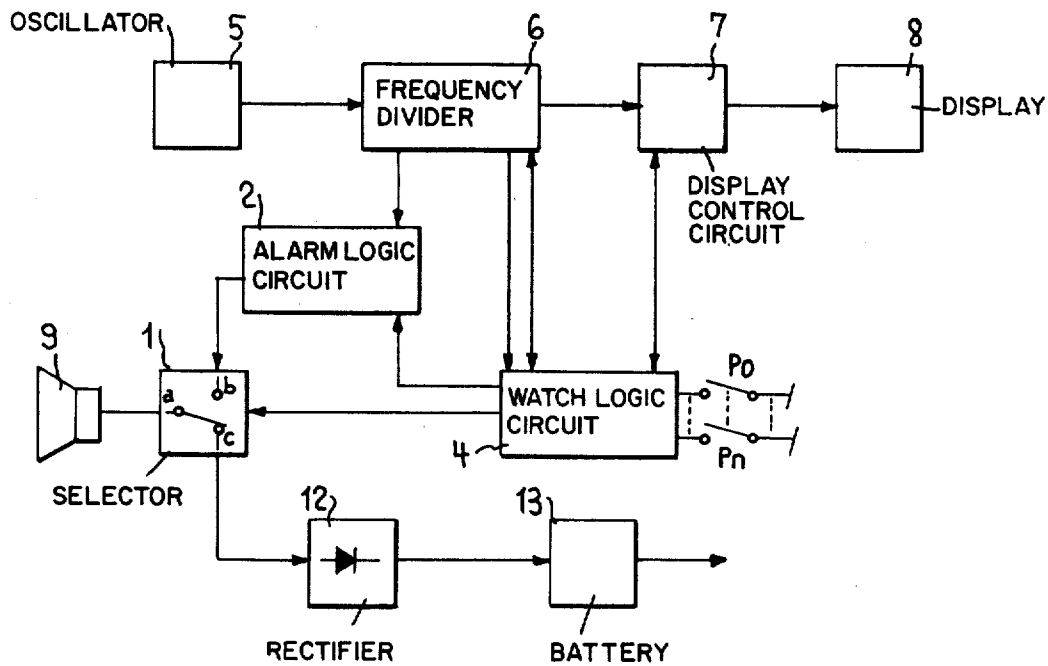 OSCILLATOR
5
6
7
8
FREQUENCY
DIVIDER
DISPLAY
DISPLAY
CONTROL
CIRCUIT
2
ALARM LOGIC
CIRCUIT
9
1
a
b
c
SELECTOR
WATCH LOGIC
CIRCUIT
4
Po
Pn
12
13
RECTIFIER
BATTERY